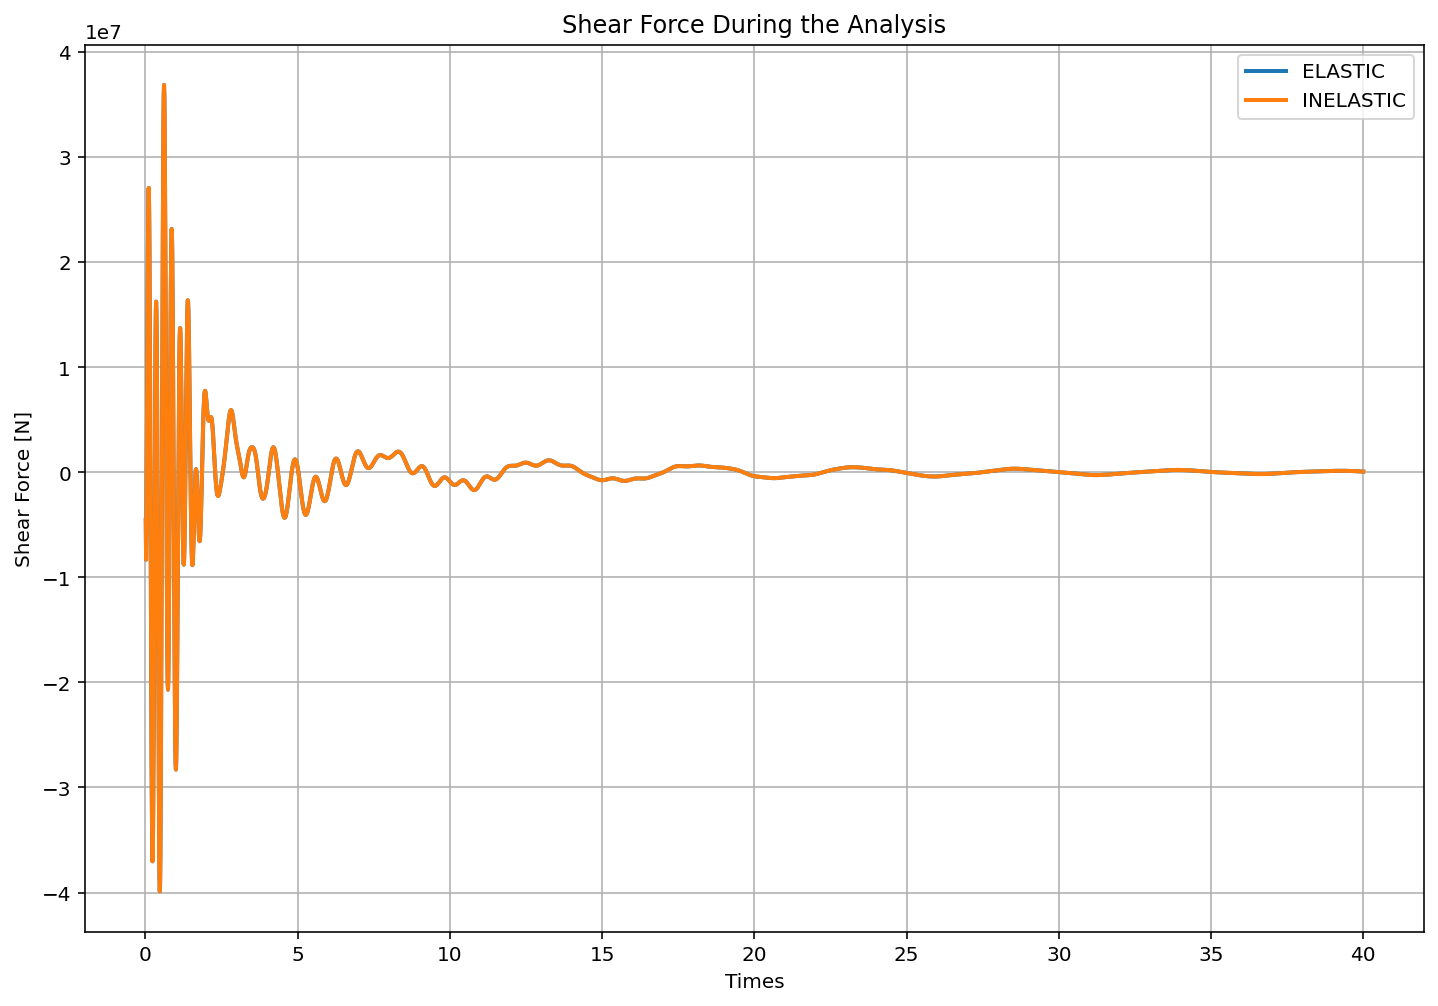 Shear Force During the Analysis
1e7
ELASTIC
INELASTIC
4
3
2
1
0
−1
−2
−3
−4
Shear Force [N]
0 5 10 15 20 25 30 35 40
Times